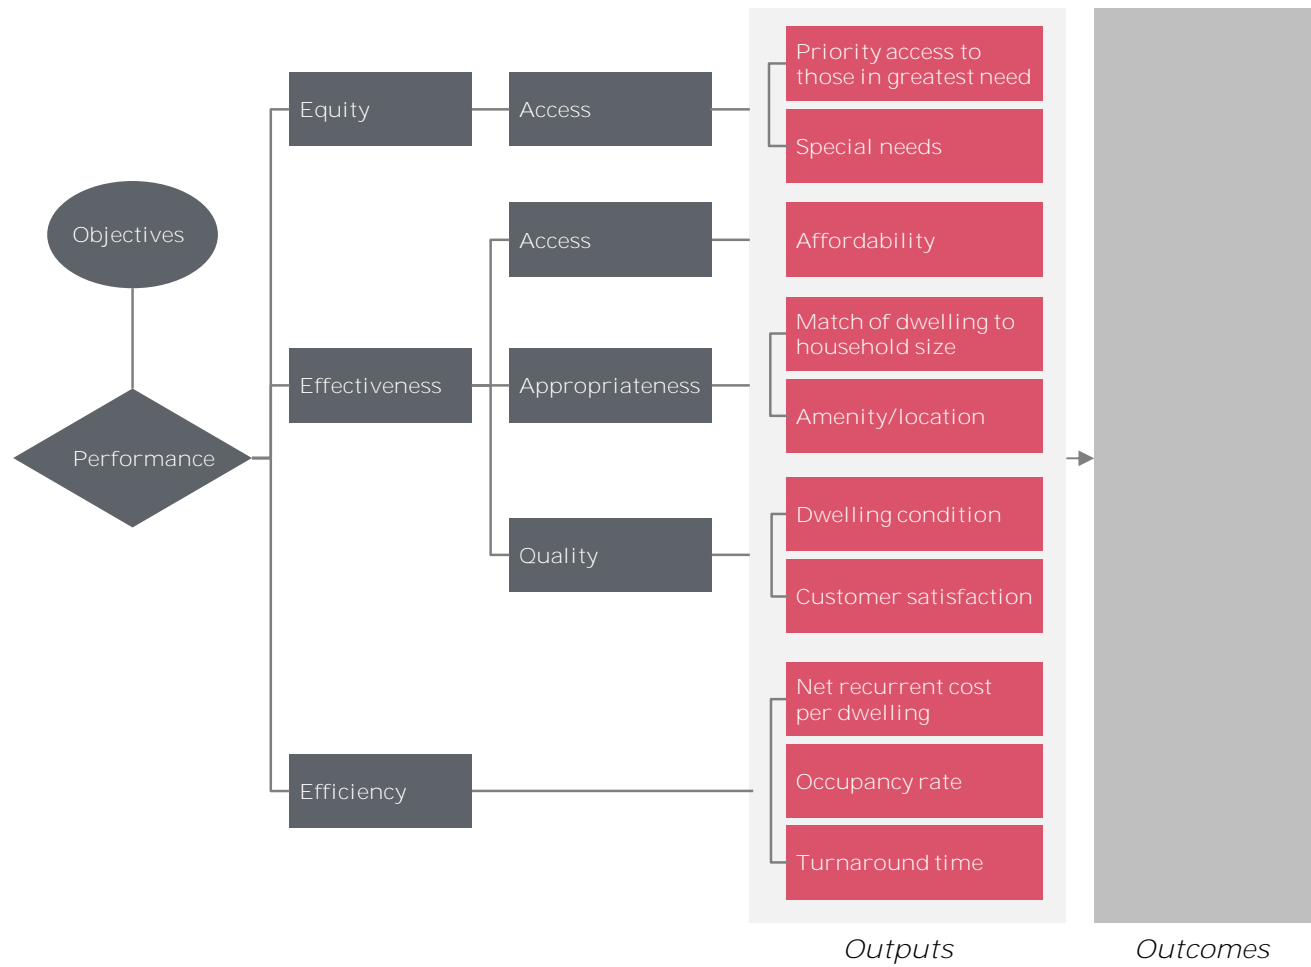 Objectives
Performance
Equity
Access
Priority access to
those in greatest need
Special needs
Effectiveness
Access
Affordability
Appropriateness
Match of dwelling to
household size
Amenity/location
Quality
Dwelling condition
Customer satisfaction
Efficiency
Net recurrent cost
per dwelling
Occupancy rate
Turnaround time
Outputs
Outcomes